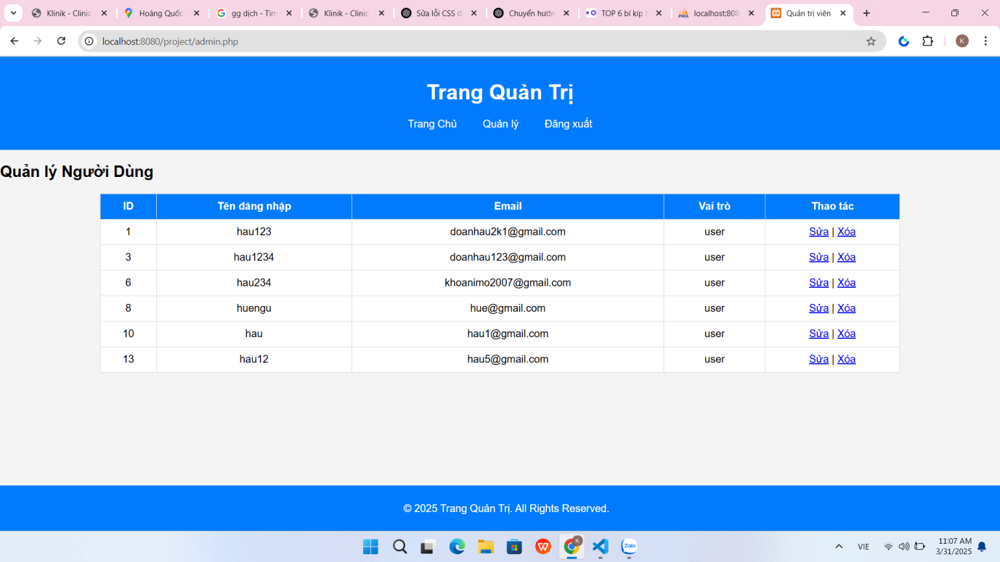 Klinik - Clinic
Hoàng Quốc
gg dịch - Tìm
Klinik - Clinic
Sửa lỗi CSS đ
Chuyển hướn
TOP 6 bí kíp
localhost:808
Quản trị viên
localhost:8080/project/admin.php
K
Trang Quản Trị
Trang Chủ Quản lý Đăng xuất
Quản lý Người Dùng
ID Tên đăng nhập Email Vai trò Thao tác
1 hau123 doanhau2k1@gmail.com user Sửa | Xóa
3 hau1234 doanhau123@gmail.com user Sửa | Xóa
6 hau234 khoanimo2007@gmail.com user Sửa | Xóa
8 huengu hue@gmail.com user Sửa | Xóa
10 hau hau1@gmail.com user Sửa | Xóa
13 hau12 hau5@gmail.com user Sửa | Xóa
© 2025 Trang Quản Trị. All Rights Reserved.
K
Zalo
VIE
11:07 AM
3/31/2025